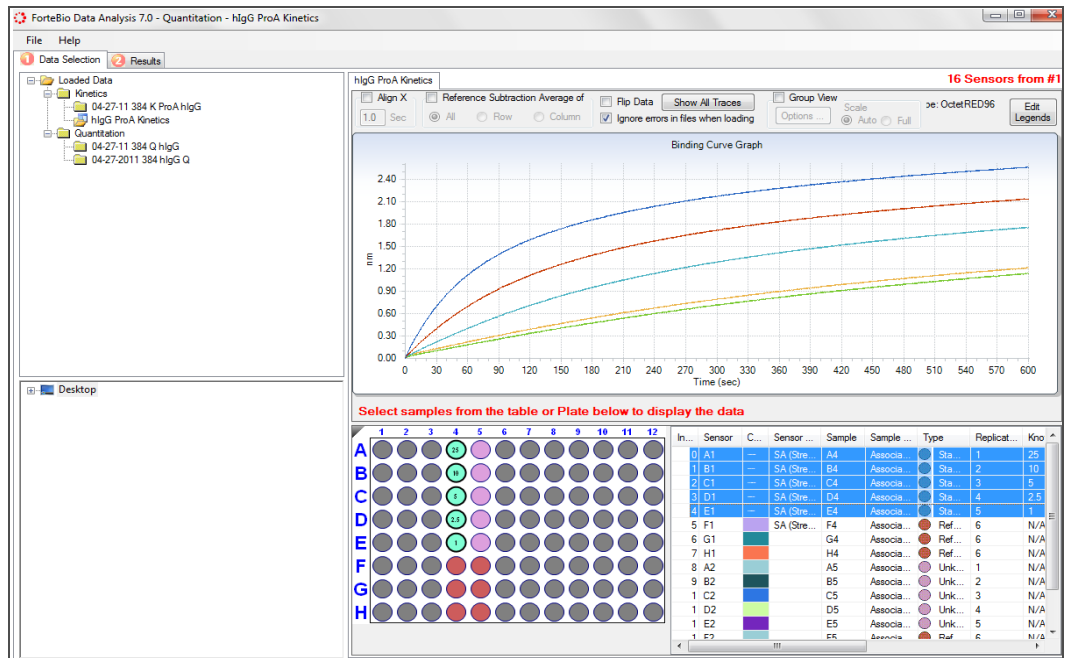 ForteBio Data Analysis 7.0 - Quantitation - hIgG ProA Kinetics
File Help
1 Data Selection 2 Results
Loaded Data
Kinetics
04-27-11 384 K ProA hIgG
hIgG ProA Kinetics
Quantitation
04-27-11 384 Q hIgG
04-27-2011 384 hIgG Q
Desktop
hIgG ProA Kinetics
16 Sensors from #1
Align X
1.0 Sec
Reference Subtraction Average of
All Row Column
Flip Data Show All Traces
Ignore errors in files when loading
Group View
Options ...
Scale
Auto Full
pe: OctetRED96
Edit Legends
Binding Curve Graph
2.40
2.10
1.80
1.50
1.20
0.90
0.60
0.30
0.00
nm
0 30 60 90 120 150 180 210 240 270 300 330 360 390 420 450 480 510 540 570 600
Time (sec)
Select samples from the table or Plate below to display the data
1 2 3 4 5 6 7 8 9 10 11 12
A 25
B 10
C 5
D 2.5
E 1
F
G
H
In... Sensor C... Sensor ... Sample Sample ... Type Replicat... Kno
0 A1 SA (Stre... A4 Associa... Sta... 1 25
1 B1 SA (Stre... B4 Associa... Sta... 2 10
2 C1 SA (Stre... C4 Associa... Sta... 3 5
3 D1 SA (Stre... D4 Associa... Sta... 4 2.5
4 E1 SA (Stre... E4 Associa... Sta... 5 1
5 F1 SA (Stre... F4 Associa... Ref... 6 N/A
6 G1 G4 Associa... Ref... 6 N/A
7 H1 H4 Associa... Ref... 6 N/A
8 A2 A5 Associa... Unk... 1 N/A
9 B2 B5 Associa... Unk... 2 N/A
1 C2 C5 Associa... Unk... 3 N/A
1 D2 D5 Associa... Unk... 4 N/A
1 E2 E5 Associa... Unk... 5 N/A
1 F2 F5 Associa... Ref... 6 N/A